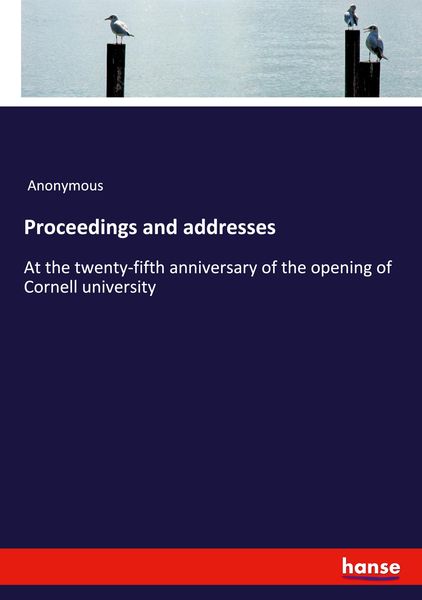 Anonymous
Proceedings and addresses
At the twenty-fifth anniversary of the opening of
Cornell university
hanse